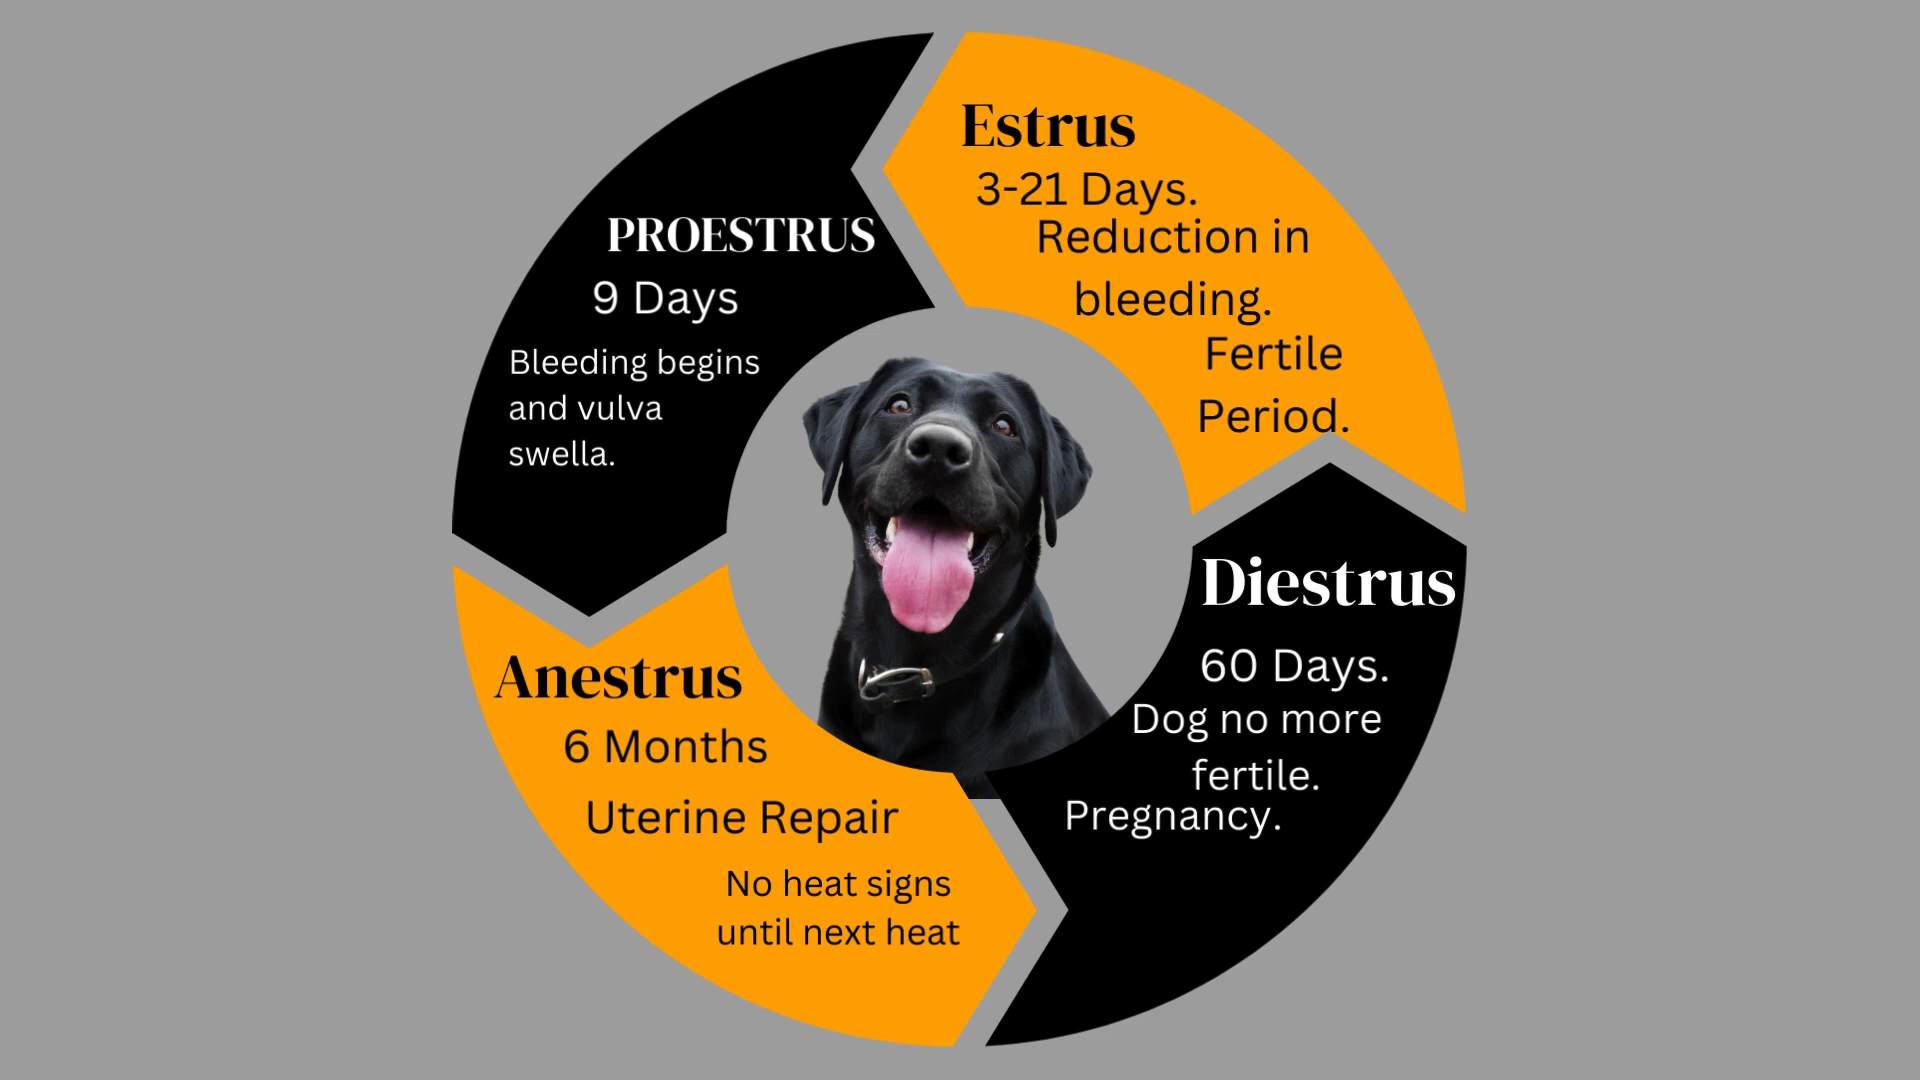 PROESTRUS
9 Days
Bleeding begins
and vulva
swella.
Estrus
3-21 Days.
Reduction in
bleeding.
Fertile
Period.
Diestrus
60 Days.
Dog no more
fertile.
Pregnancy.
Anestrus
6 Months
Uterine Repair
No heat signs
until next heat